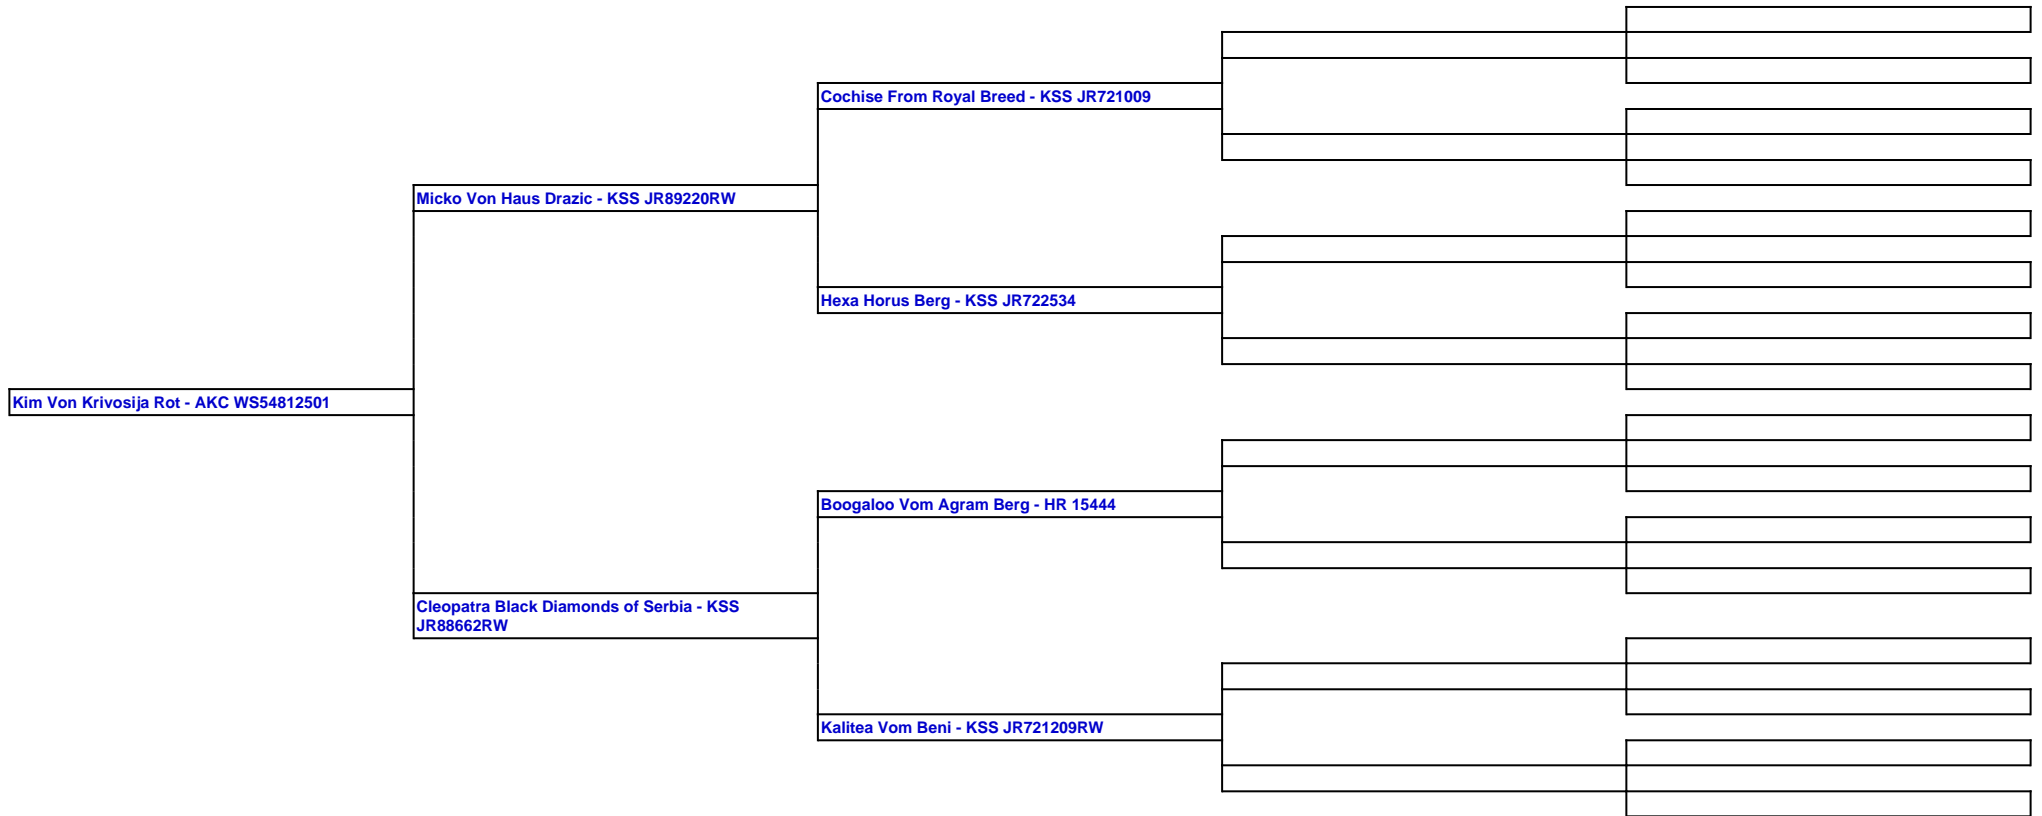 Cochise From Royal Breed - KSS JR721009
Micko Von Haus Drazic - KSS JR89220RW
Hexa Horus Berg - KSS JR722534
Kim Von Krivosija Rot - AKC WS54812501
Boogaloo Vom Agram Berg - HR 15444
Cleopatra Black Diamonds of Serbia - KSS
JR88662RW
Kalitea Vom Beni - KSS JR721209RW